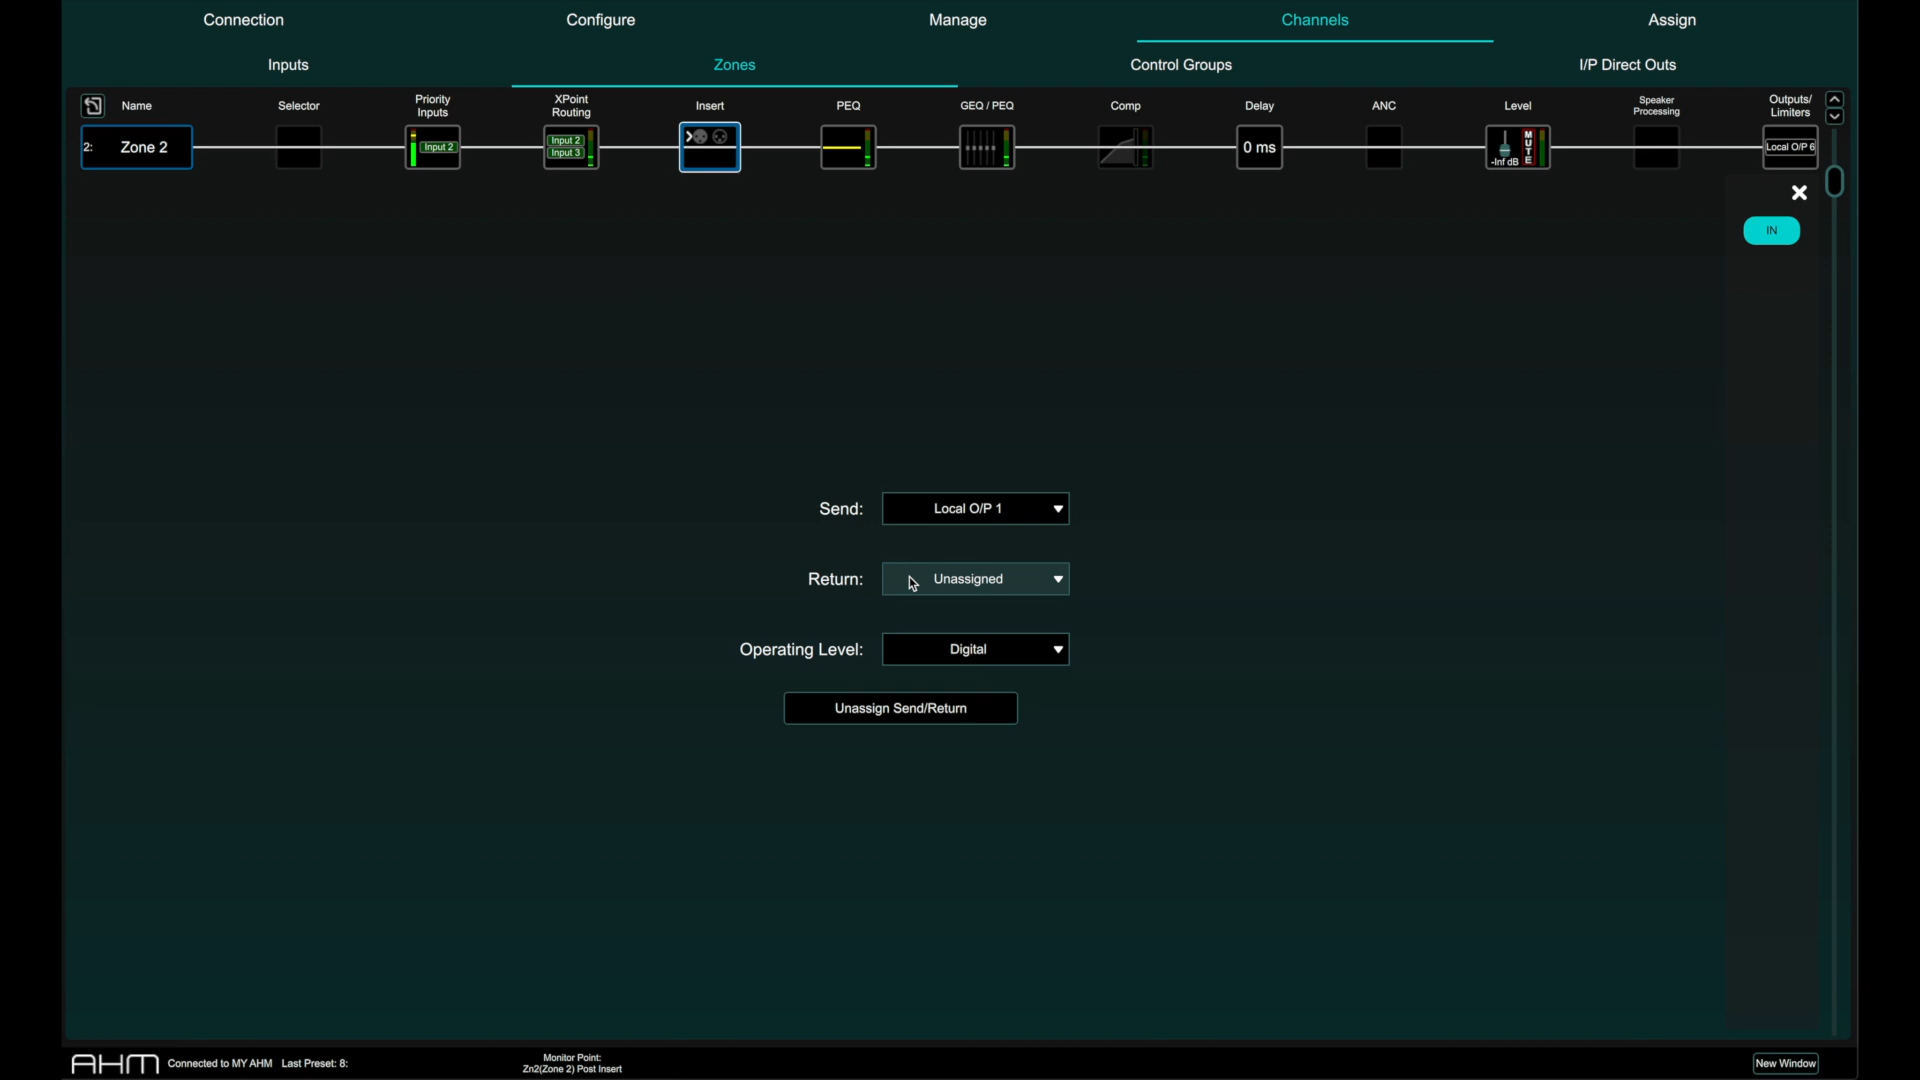 Connection Configure Manage Channels Assign
Inputs Zones Control Groups I/P Direct Outs
Name Selector Priority Inputs XPoint Routing Insert PEQ GEQ / PEQ Comp Delay ANC Level Speaker Processing Outputs/ Limiters
2: Zone 2 Input 2 Input 2 Input 3 0 ms -Inf dB MUTE Local O/P 6
IN
Send: Local O/P 1
Return: Unassigned
Operating Level: Digital
Unassign Send/Return
AHM Connected to MY AHM Last Preset: 8: Monitor Point: New Window
Zn2(Zone 2) Post Insert